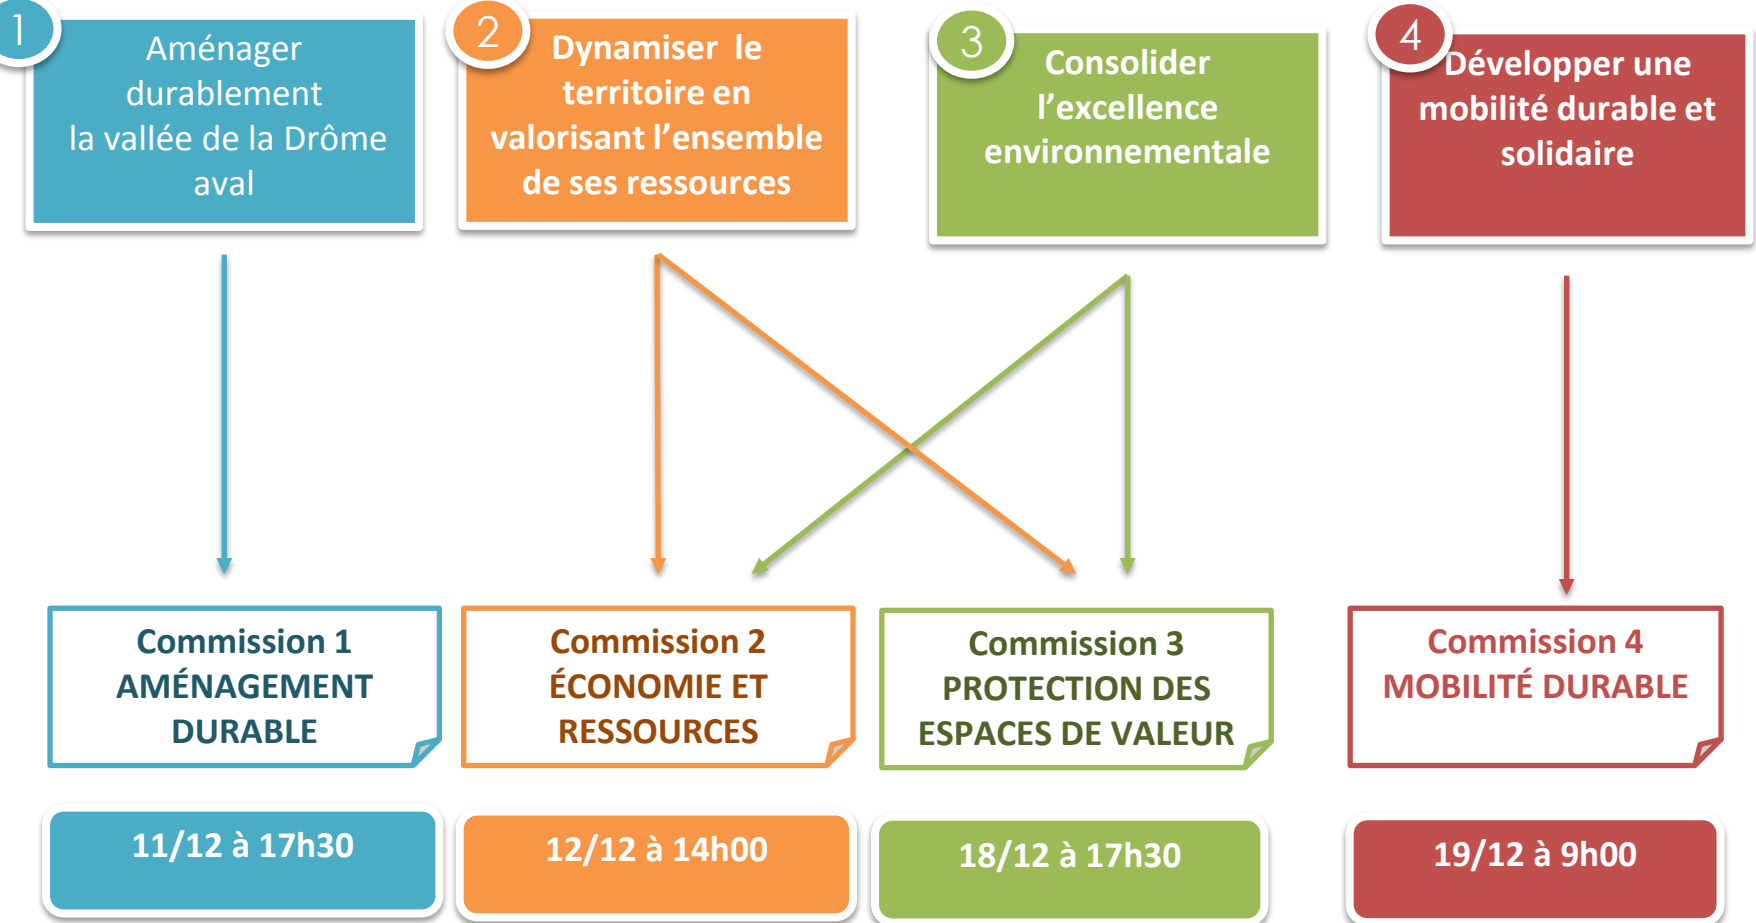 1
Aménager
durablement
la vallée de la Drôme
aval
2
Dynamiser le
territoire en
valorisant l’ensemble
de ses ressources
3
Consolider
l’excellence
environnementale
4
Développer une
mobilité durable et
solidaire
Commission 1
AMÉNAGEMENT
DURABLE
Commission 2
ÉCONOMIE ET
RESSOURCES
Commission 3
PROTECTION DES
ESPACES DE VALEUR
Commission 4
MOBILITÉ DURABLE
11/12 à 17h30
12/12 à 14h00
18/12 à 17h30
19/12 à 9h00